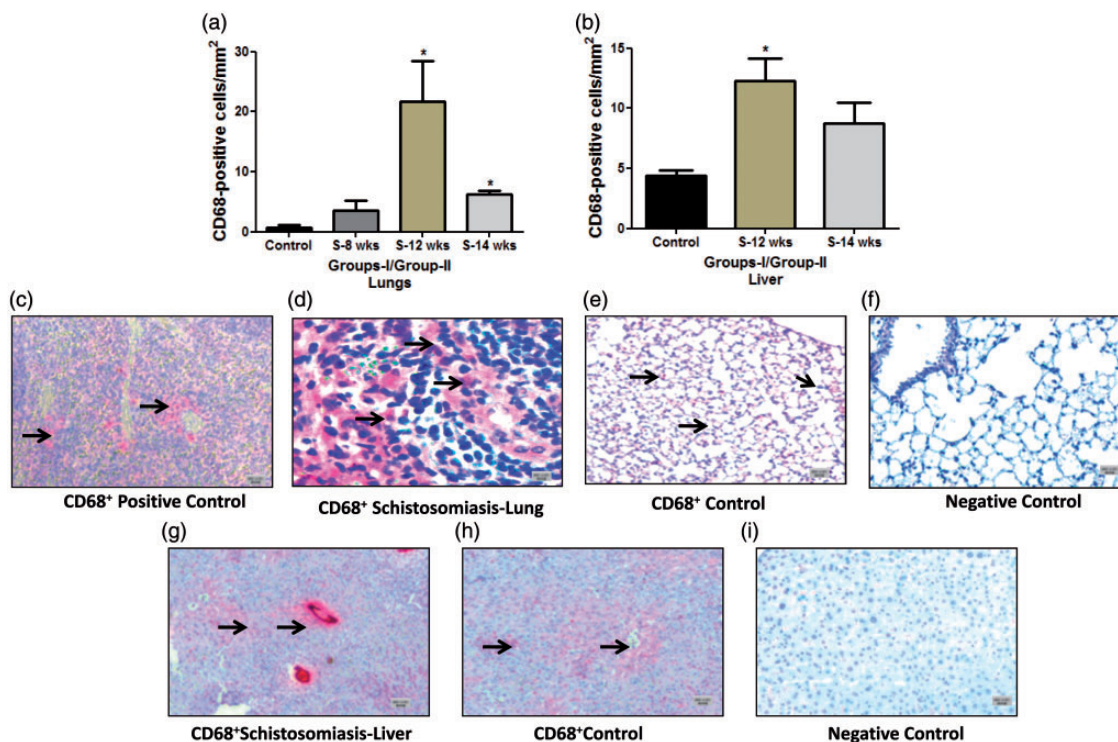 (a)
CD68-positive cells/mm²
30
20
10
0
*
*
Control
S-8 wks
S-12 wks
S-14 wks
Groups-I/Group-II
Lungs
(b)
CD68-positive cells/mm²
15
10
5
0
*
Control
S-12 wks
S-14 wks
Groups-I/Group-II
Liver
(c)
(d)
(e)
(f)
CD68⁺ Positive Control
CD68⁺ Schistosomiasis-Lung
CD68⁺ Control
Negative Control
(g)
(h)
(i)
CD68⁺Schistosomiasis-Liver
CD68⁺Control
Negative Control